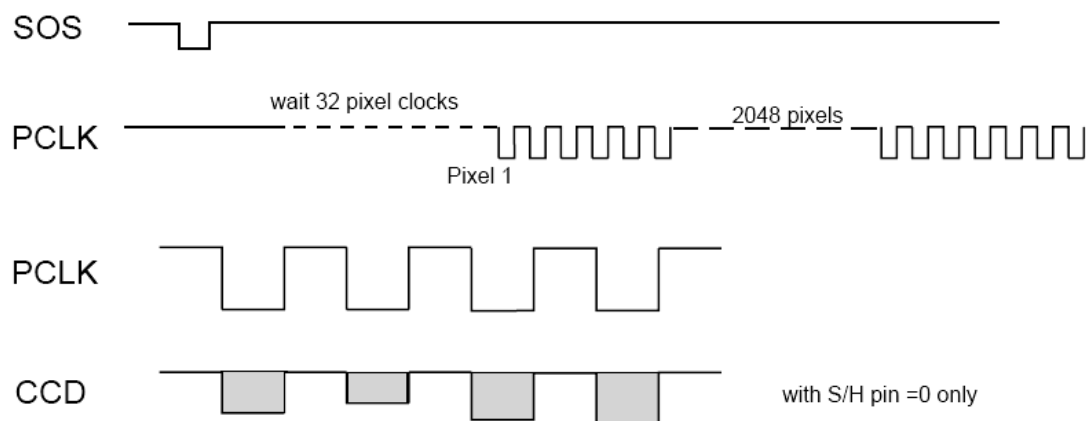 SOS
wait 32 pixel clocks
PCLK
2048 pixels
Pixel 1
PCLK
CCD
with S/H pin =0 only